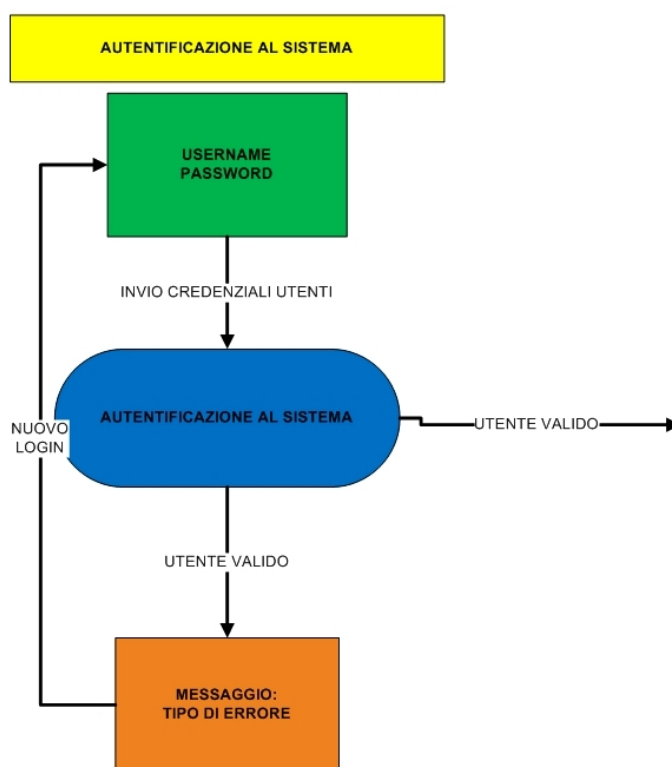 AUTENTIFICAZIONE AL SISTEMA
USERNAME
PASSWORD
INVIO CREDENZIALI UTENTI
AUTENTIFICAZIONE AL SISTEMA
UTENTE VALIDO
NUOVO
LOGIN
UTENTE VALIDO
MESSAGGIO:
TIPO DI ERRORE